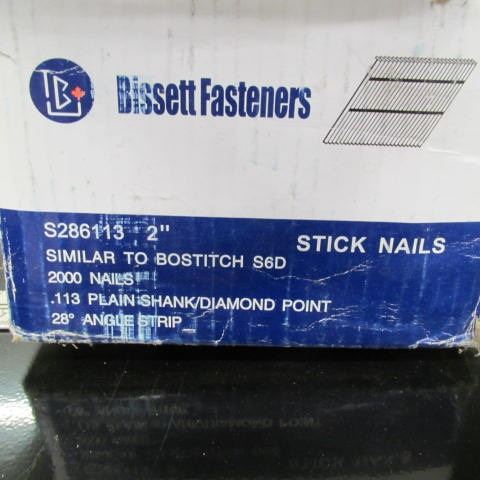 LB
Bissett Fasteners
S286113 2"
STICK NAILS
SIMILAR TO BOSTITCH S6D
2000 NAILS
.113 PLAIN SHANK/DIAMOND POINT
28° ANGLE STRIP